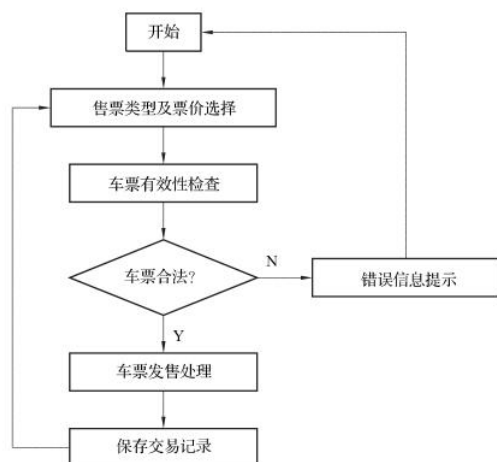 开始
售票类型及票价选择
车票有效性检查
车票合法?
N
错误信息提示
Y
车票发售处理
保存交易记录